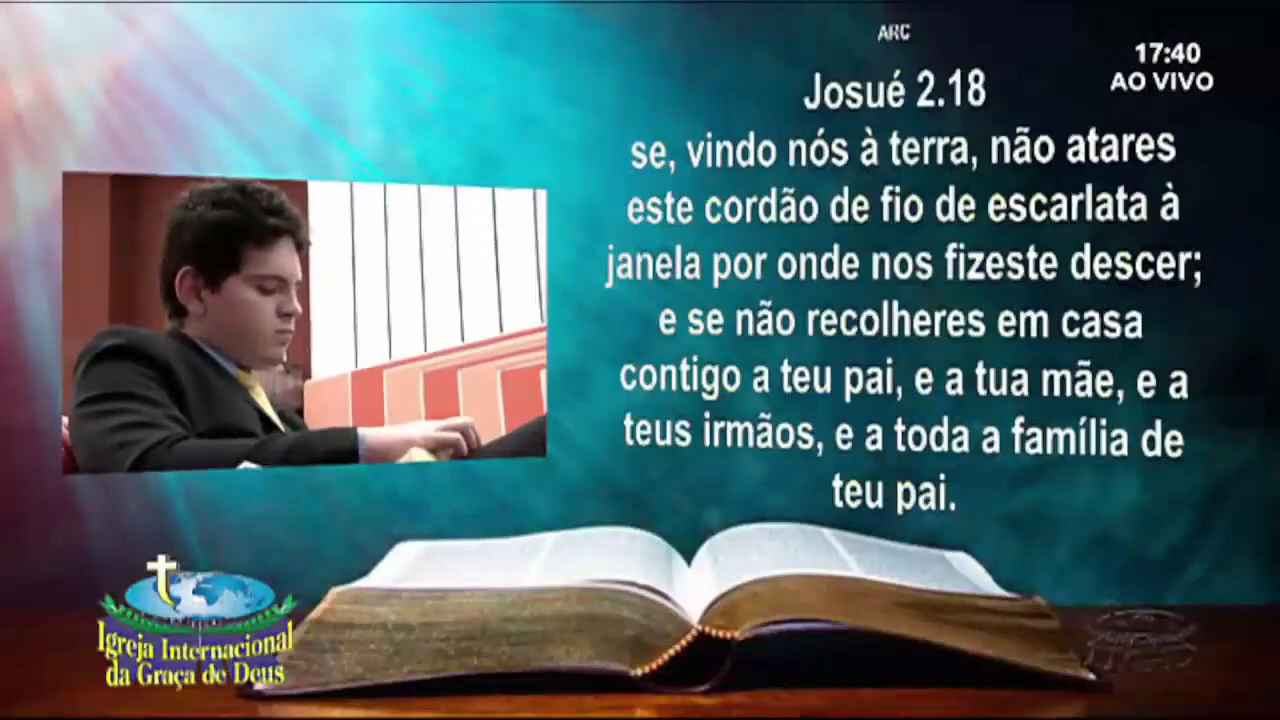 ARC
17:40
AO VIVO
Josué 2.18
se, vindo nós à terra, não atares
este cordão de fio de escarlata à
janela por onde nos fizeste descer;
e se não recolheres em casa
contigo a teu pai, e a tua mãe, e a
teus irmãos, e a toda a família de
teu pai.
Igreja Internacional
da Graça de Deus